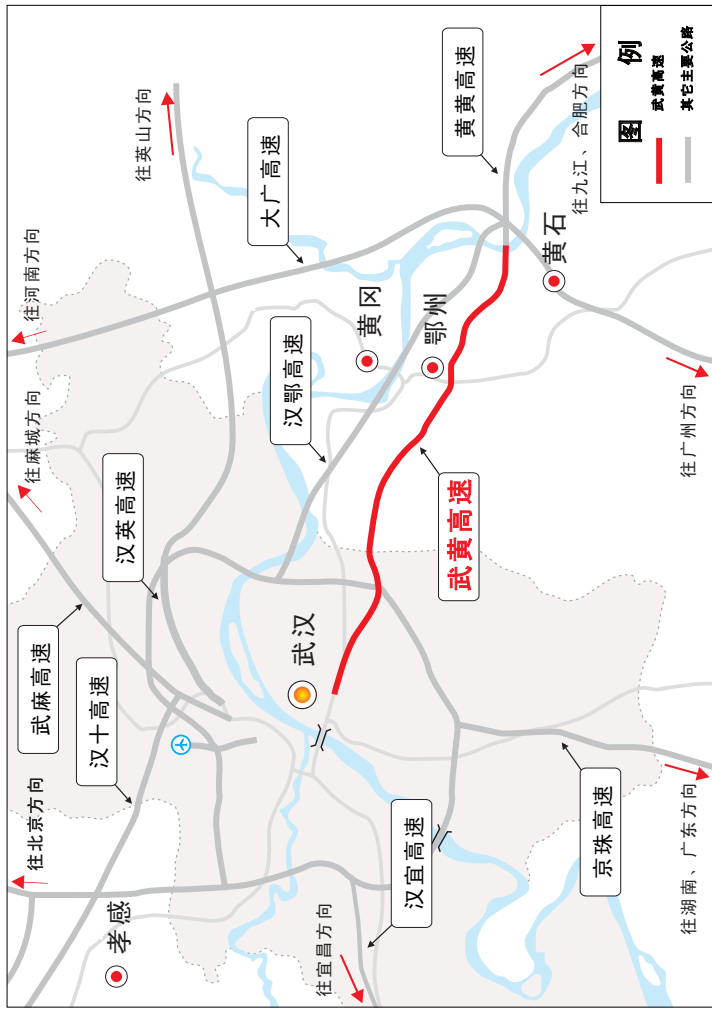 往北京方向
往麻城方向
往河南方向
往英山方向
孝感
汉十高速
武麻高速
汉英高速
汉鄂高速
大广高速
黄黄高速
武汉
黄冈
鄂州
黄石
武黄高速
汉宜高速
京珠高速
往宜昌方向
往湖南、广东方向
往广州方向
往九江、合肥方向
图 例
武黄高速
其它主要公路